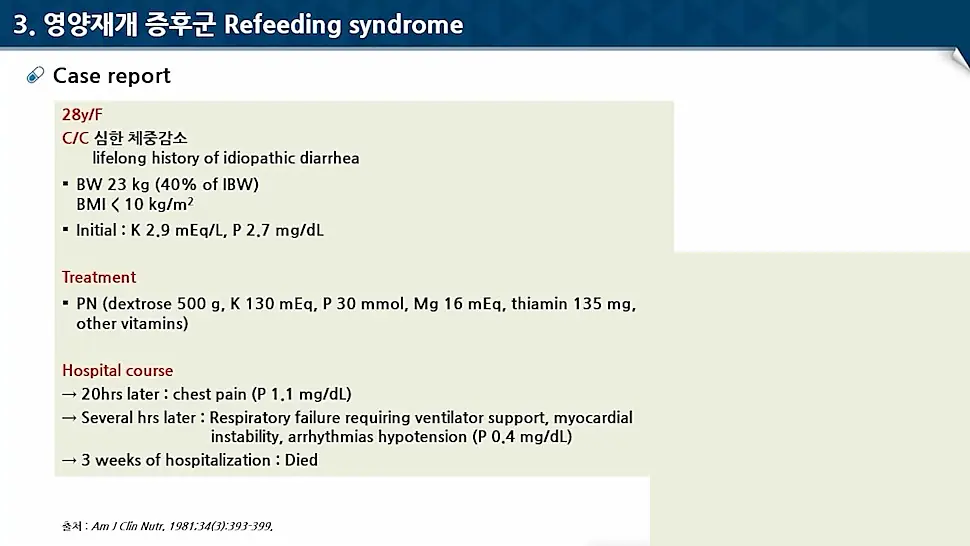 3. 영양재개 증후군 Refeeding syndrome
Case report
28y/F
C/C 심한 체중감소
lifelong history of idiopathic diarrhea
▪ BW 23 kg (40% of IBW)
BMI < 10 kg/m²
▪ Initial : K 2.9 mEq/L, P 2.7 mg/dL
Treatment
▪ PN (dextrose 500 g, K 130 mEq, P 30 mmol, Mg 16 mEq, thiamin 135 mg,
other vitamins)
Hospital course
→ 20hrs later : chest pain (P 1.1 mg/dL)
→ Several hrs later : Respiratory failure requiring ventilator support, myocardial
instability, arrhythmias hypotension (P 0.4 mg/dL)
→ 3 weeks of hospitalization : Died
출처 : Am J Clin Nutr. 1981;34(3):393-399.